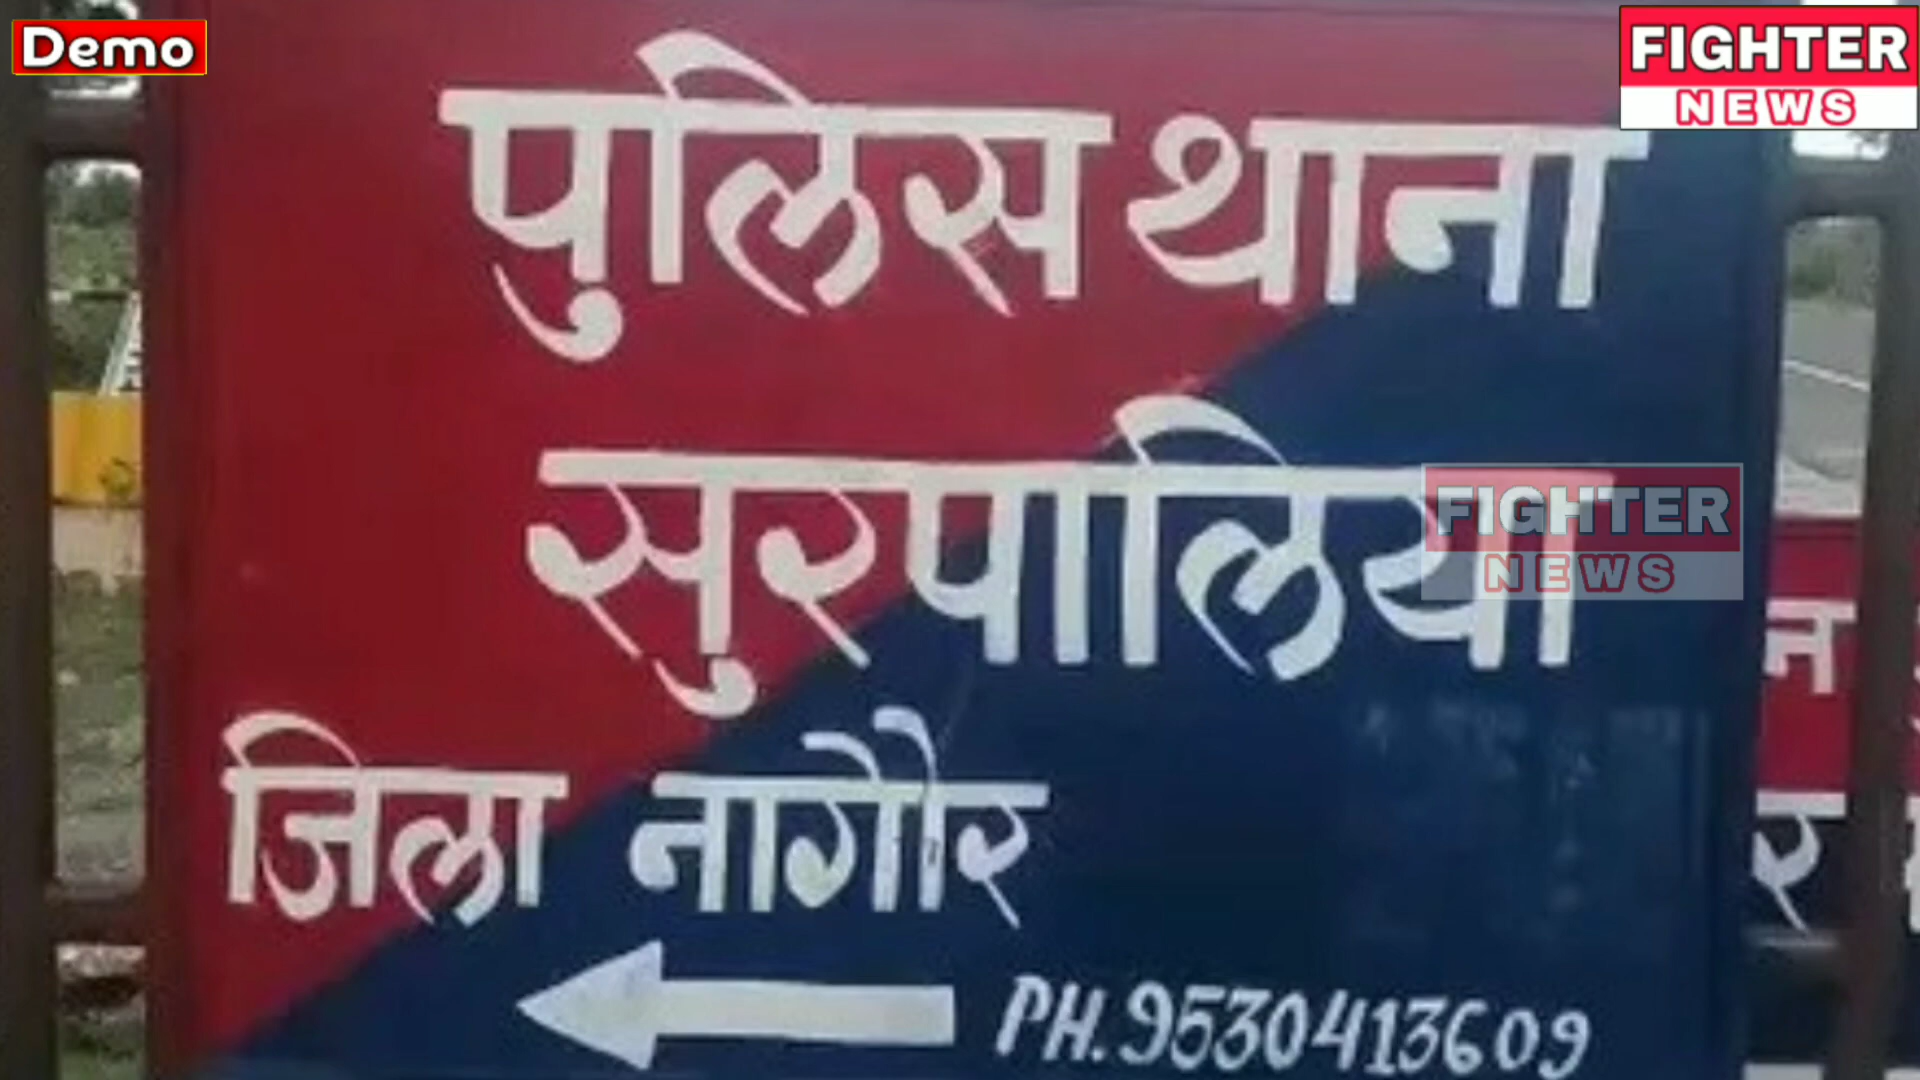 Demo
FIGHTER
NEWS
पुलिस थाना
सुरपालिया
FIGHTER
NEWS
जिला नागौर
PH. 9530413609
न
र